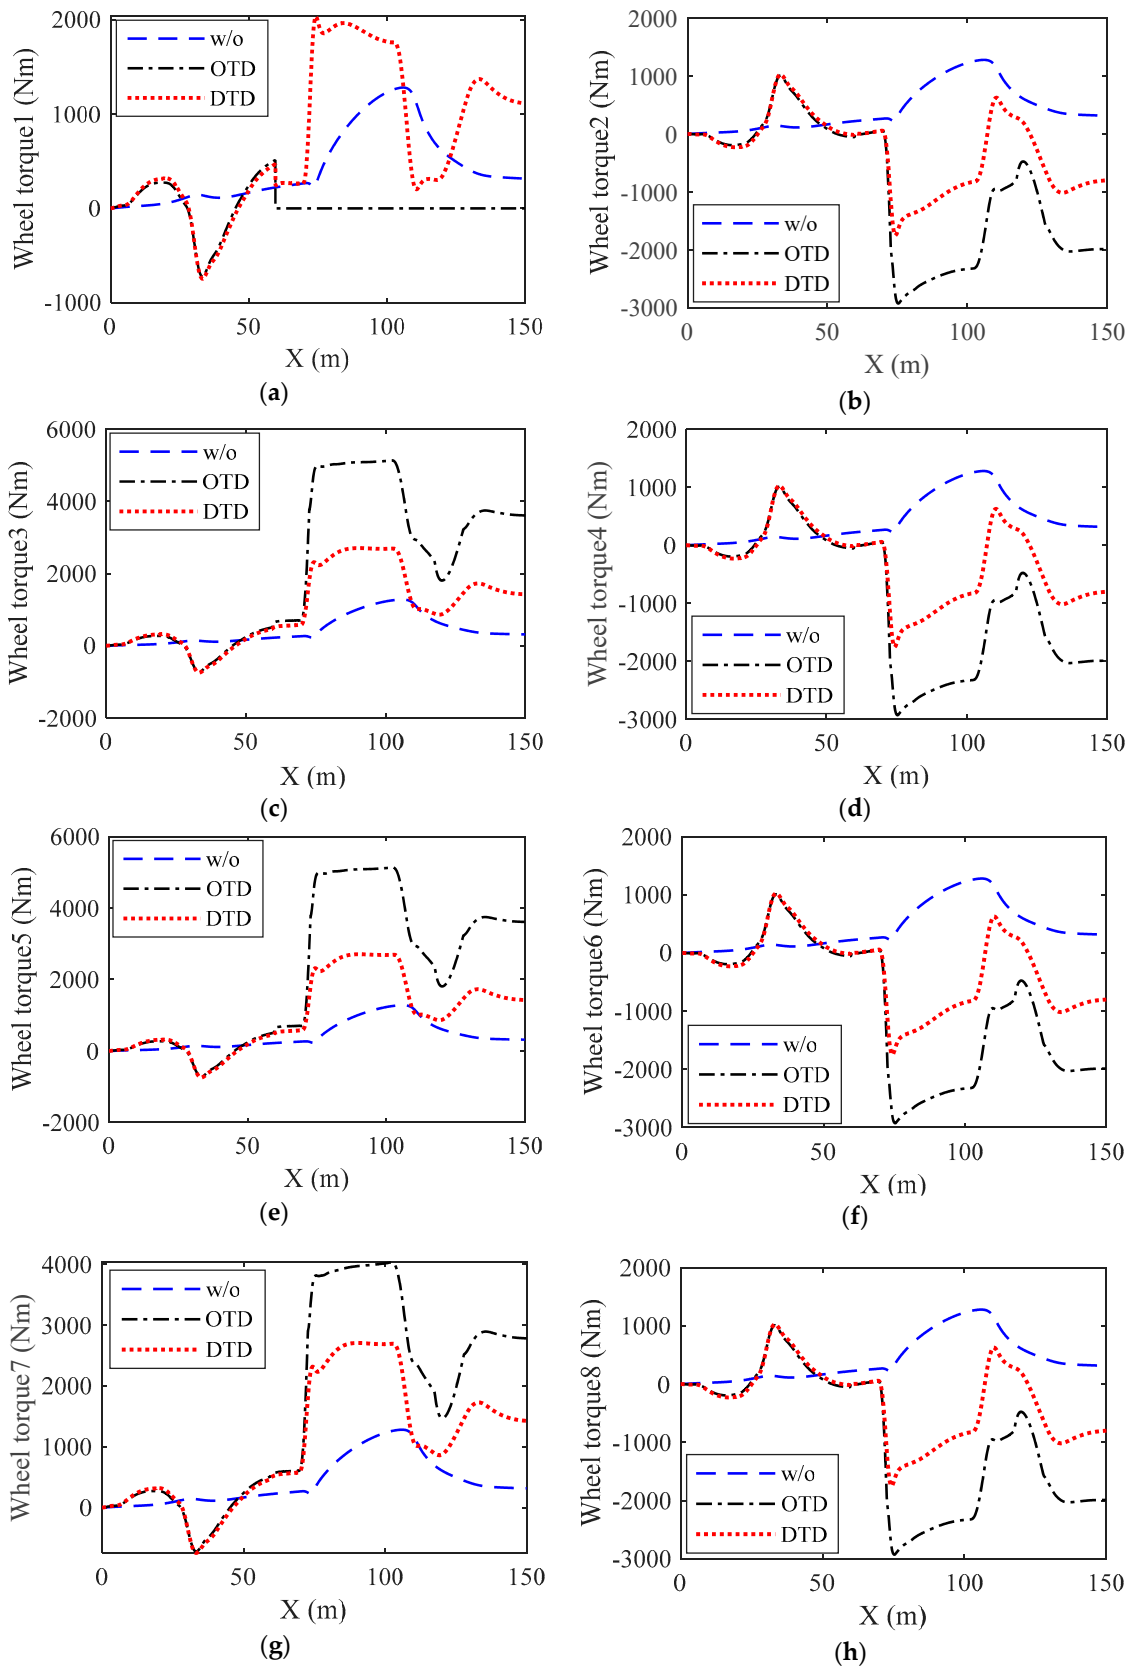 2000
1000
0
-1000
Wheel torque1 (Nm)
w/o
OTD
DTD
0
50
100
150
X (m)
(a)
2000
1000
0
-1000
-2000
-3000
Wheel torque2 (Nm)
w/o
OTD
DTD
0
50
100
150
X (m)
(b)
6000
4000
2000
0
-2000
Wheel torque3 (Nm)
w/o
OTD
DTD
0
50
100
150
X (m)
(c)
2000
1000
0
-1000
-2000
-3000
Wheel torque4 (Nm)
w/o
OTD
DTD
0
50
100
150
X (m)
(d)
6000
4000
2000
0
-2000
Wheel torque5 (Nm)
w/o
OTD
DTD
0
50
100
150
X (m)
(e)
2000
1000
0
-1000
-2000
-3000
Wheel torque6 (Nm)
w/o
OTD
DTD
0
50
100
150
X (m)
(f)
4000
3000
2000
1000
0
Wheel torque7 (Nm)
w/o
OTD
DTD
0
50
100
150
X (m)
(g)
2000
1000
0
-1000
-2000
-3000
Wheel torque8 (Nm)
w/o
OTD
DTD
0
50
100
150
X (m)
(h)